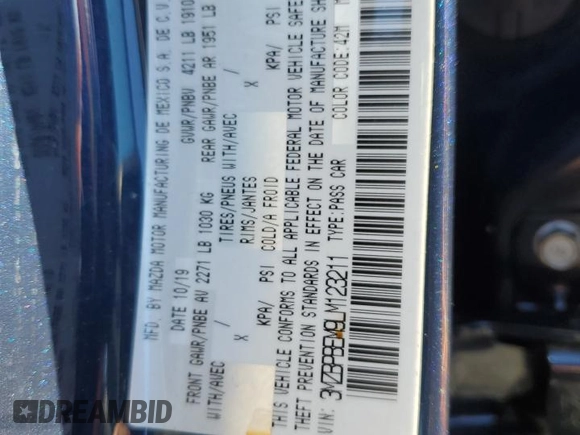 MFD. BY MAZDA MOTOR MANUFACTURING DE MEXICO S.A. DE C.V.
DATE 10/19 GVWR/PNBV 4211 LB 1910
FRONT GAWR/PNBE AV 2271 LB 1030 KG REAR GAWR/PNBE AR 1951 LB
WITH/AVEC TIRES/PNEUS WITH/AVEC /
X RIMS/JANTES X
KPA/ PSI COLD/A FROID KPA/ PSI
THIS VEHICLE CONFORMS TO ALL APPLICABLE FEDERAL MOTOR VEHICLE SAFE
THEFT PREVENTION STANDARDS IN EFFECT ON THE DATE OF MANUFACTURE SH
VIN: 3MZBPBEM9LM123211 TYPE:PASS CAR COLOR CODE:42M
DREAMBID